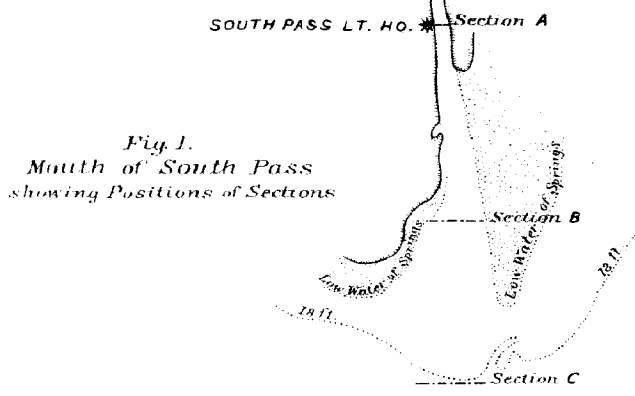 SOUTH PASS LT. HO.
Section A
Fig. 1.
Mouth of South Pass
showing Positions of Sections
Low Water of Springs
Section B
Low Water of Springs
18 ft.
18 ft.
Section C